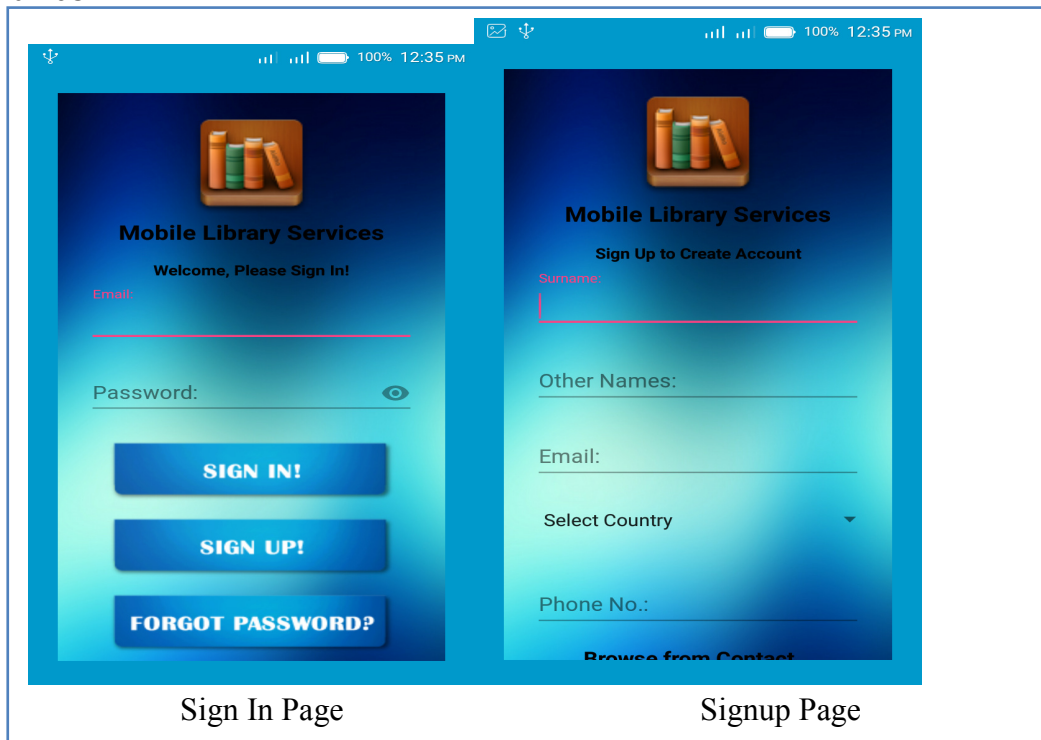 100% 12:35 PM
Mobile Library Services
Welcome, Please Sign In!
Email:
Password:
SIGN IN!
SIGN UP!
FORGOT PASSWORD?
Sign In Page
100% 12:35 PM
Mobile Library Services
Sign Up to Create Account
Surname:
Other Names:
Email:
Select Country
Phone No.:
Browse from Contact
Signup Page